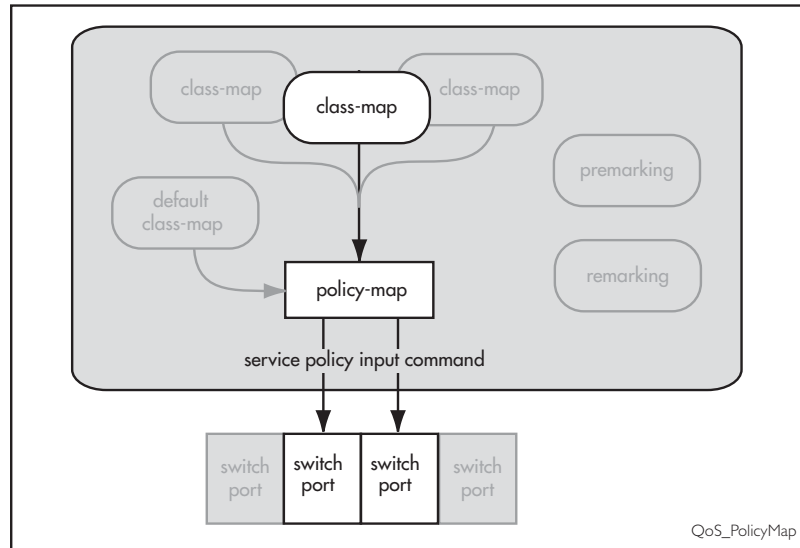 class-map
class-map
class-map
premarking
default
class-map
policy-map
remarking
service policy input command
switch
port
switch
port
switch
port
switch
port
QoS_PolicyMap